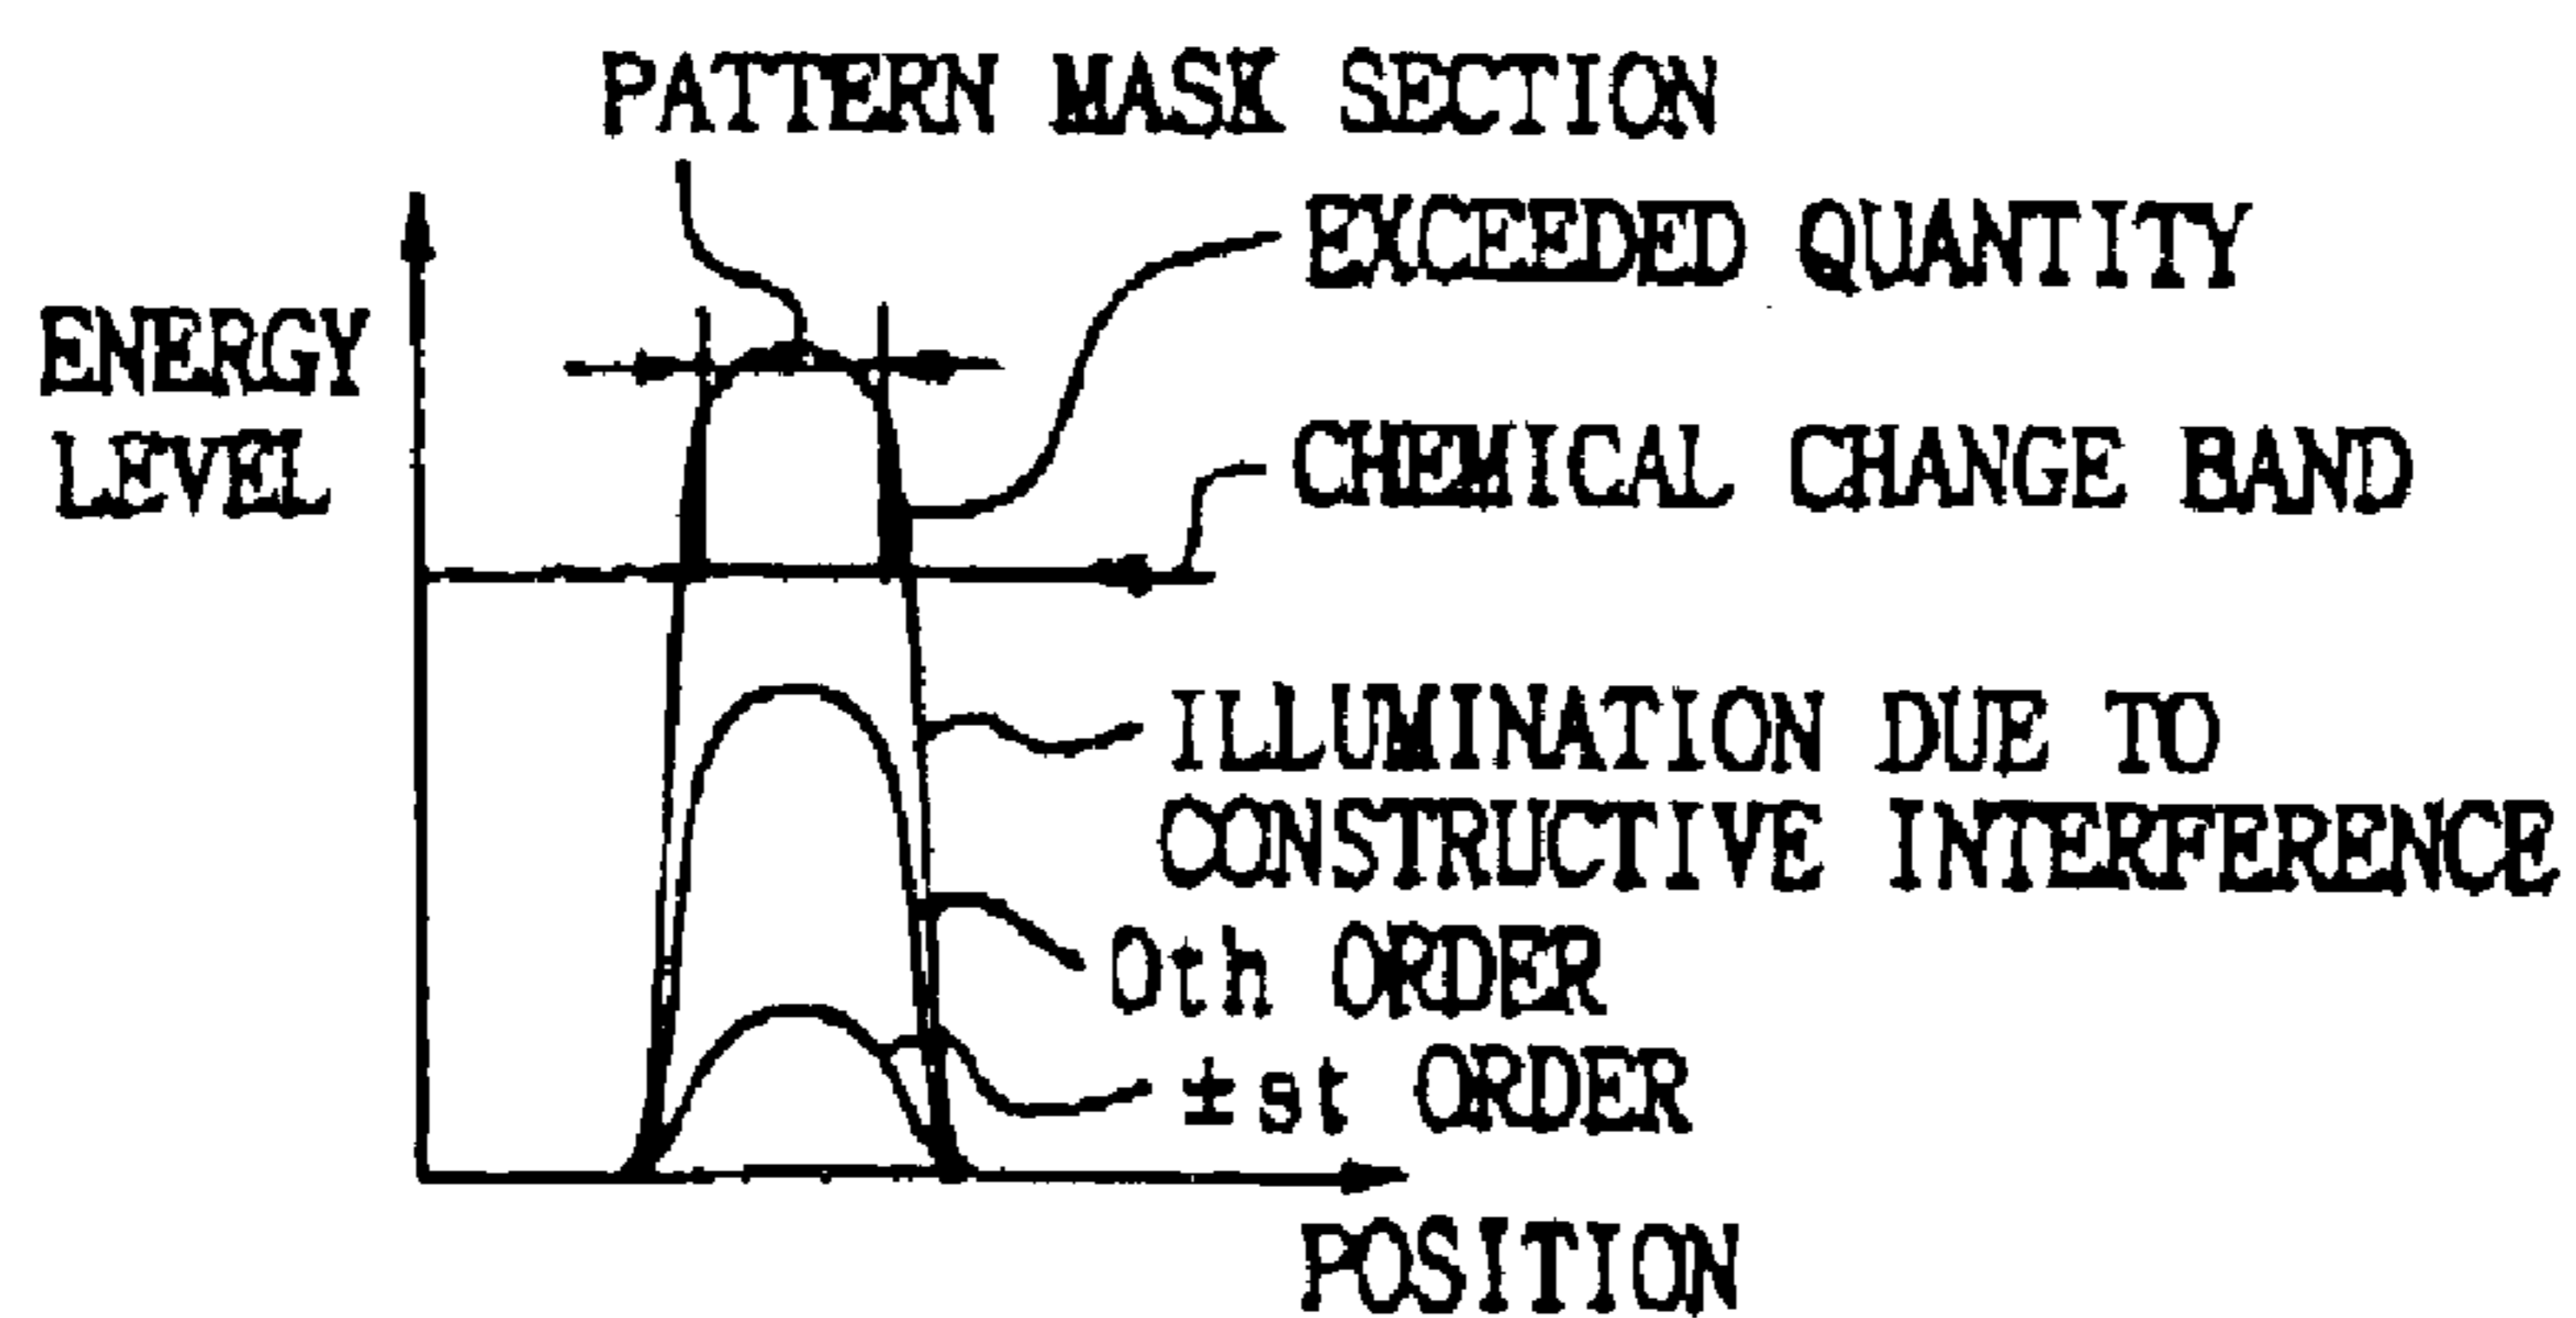 PATTERN MASK SECTION
EXCEEDED QUANTITY
ENERGY
LEVEL
CHEMICAL CHANGE BAND
ILLUMINATION DUE TO
CONSTRUCTIVE INTERFERENCE
0th ORDER
±st ORDER
POSITION